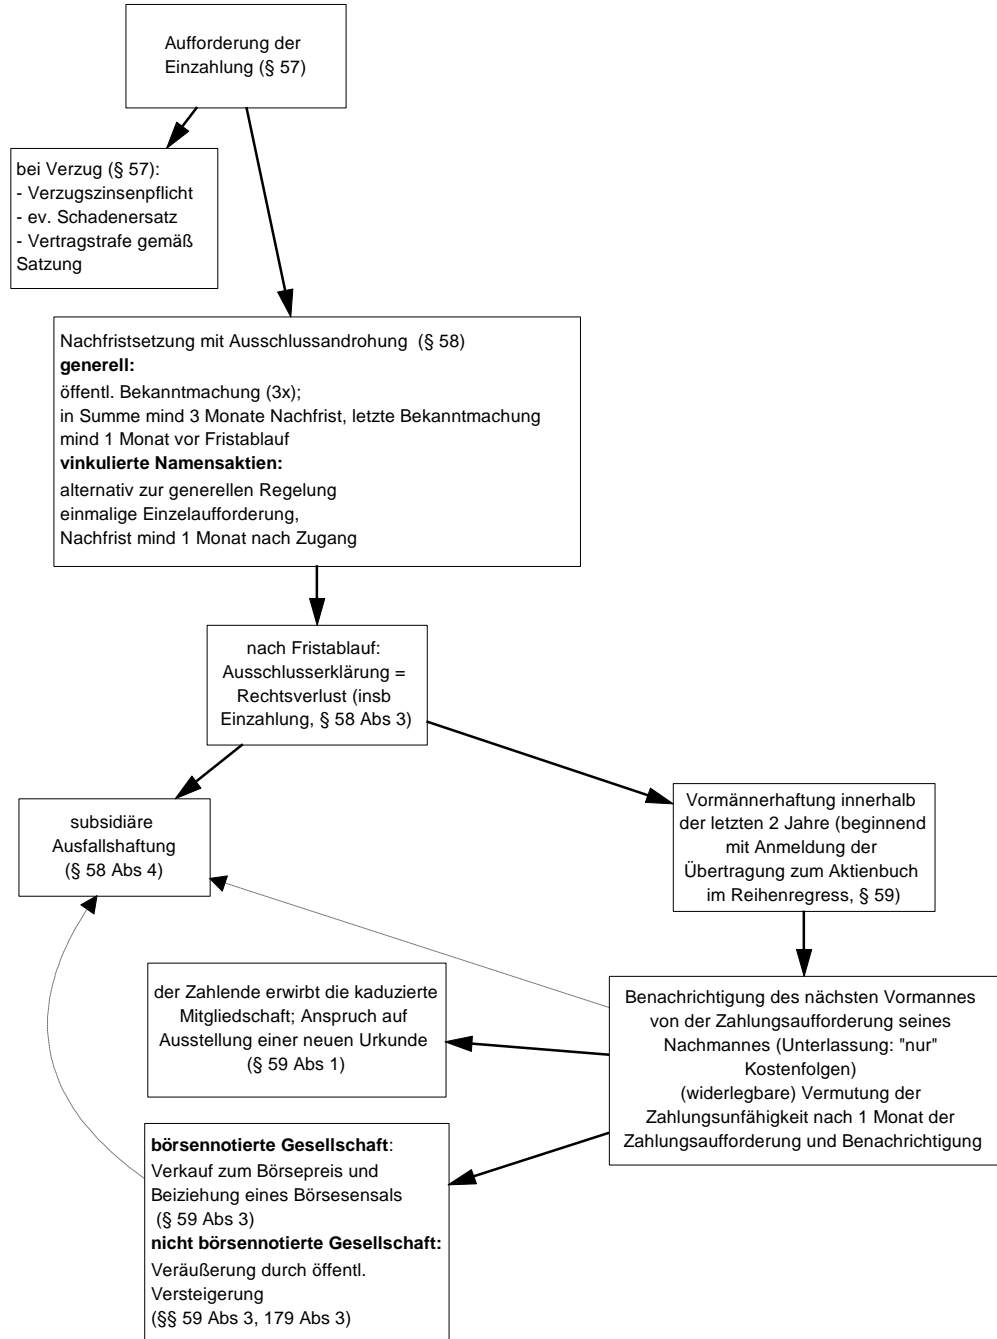 Aufforderung der
Einzahlung (§ 57)
bei Verzug (§ 57):
- Verzugszinsenpflicht
- ev. Schadenersatz
- Vertragstrafe gemäß
Satzung
Nachfristsetzung mit Ausschlussandrohung (§ 58)
generell:
öffentl. Bekanntmachung (3x);
in Summe mind 3 Monate Nachfrist, letzte Bekanntmachung
mind 1 Monat vor Fristablauf
vinkulierte Namensaktien:
alternativ zur generellen Regelung
einmalige Einzelaufforderung,
Nachfrist mind 1 Monat nach Zugang
nach Fristablauf:
Ausschlusserklärung =
Rechtsverlust (insb
Einzahlung, § 58 Abs 3)
subsidiäre
Ausfallshaftung
(§ 58 Abs 4)
Vormännerhaftung innerhalb
der letzten 2 Jahre (beginnend
mit Anmeldung der
Übertragung zum Aktienbuch
im Reihenregress, § 59)
der Zahlende erwirbt die kaduzierte
Mitgliedschaft; Anspruch auf
Ausstellung einer neuen Urkunde
(§ 59 Abs 1)
Benachrichtigung des nächsten Vormannes
von der Zahlungsaufforderung seines
Nachmannes (Unterlassung: "nur"
Kostenfolgen)
(widerlegbare) Vermutung der
Zahlungsunfähigkeit nach 1 Monat der
Zahlungsaufforderung und Benachrichtigung
börsennotierte Gesellschaft:
Verkauf zum Börsepreis und
Beiziehung eines Börsesensals
(§ 59 Abs 3)
nicht börsennotierte Gesellschaft:
Veräußerung durch öffentl.
Versteigerung
(§§ 59 Abs 3, 179 Abs 3)